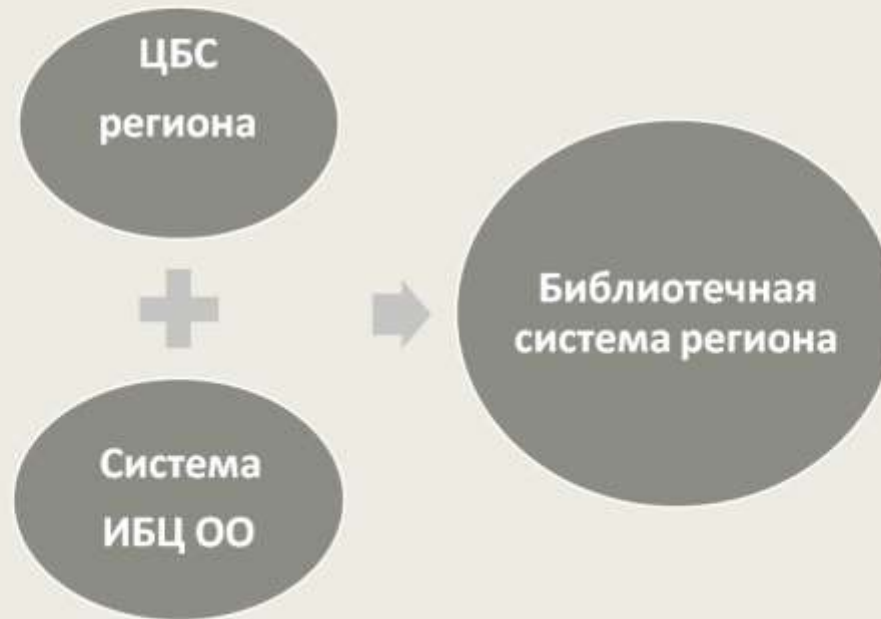 ЦБС
региона
Система
ИБЦ ОО
Библиотечная
система региона